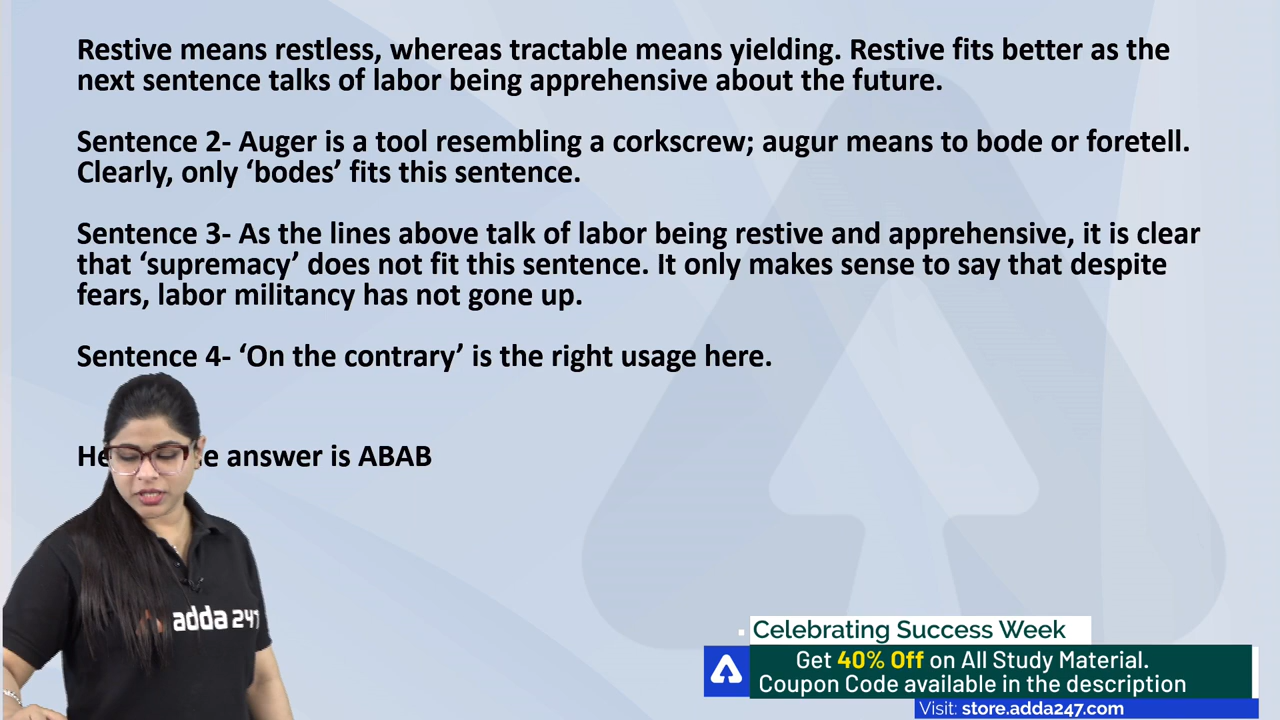 Restive means restless, whereas tractable means yielding. Restive fits better as the
next sentence talks of labor being apprehensive about the future.
Sentence 2- Auger is a tool resembling a corkscrew; augur means to bode or foretell.
Clearly, only ‘bodes’ fits this sentence.
Sentence 3- As the lines above talk of labor being restive and apprehensive, it is clear
that ‘supremacy’ does not fit this sentence. It only makes sense to say that despite
fears, labor militancy has not gone up.
Sentence 4- ‘On the contrary’ is the right usage here.
answer is ABAB
adda 247
Celebrating Success Week
Get 40% Off on All Study Material.
Coupon Code available in the description
Visit: store.adda247.com